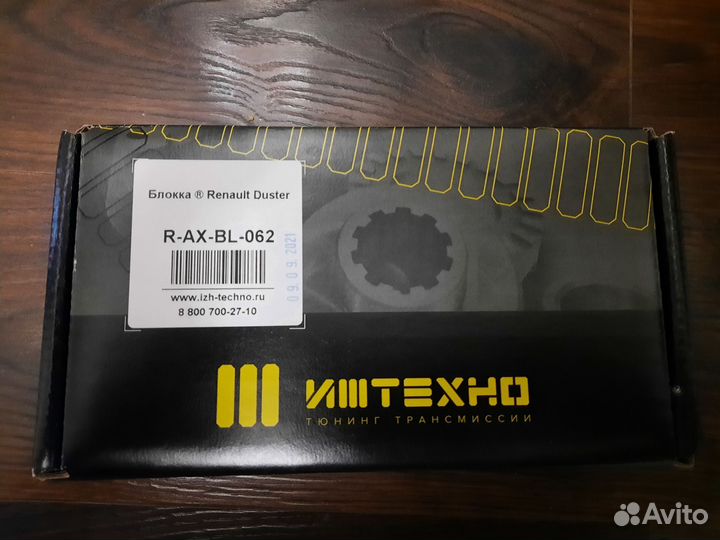 Блокка ® Renault Duster
R-AX-BL-062
09.09.2021
www.izh-techno.ru
8 800 700-27-10
ИЖТЕХНО
ТЮНИНГ ТРАНСМИССИИ
Avito